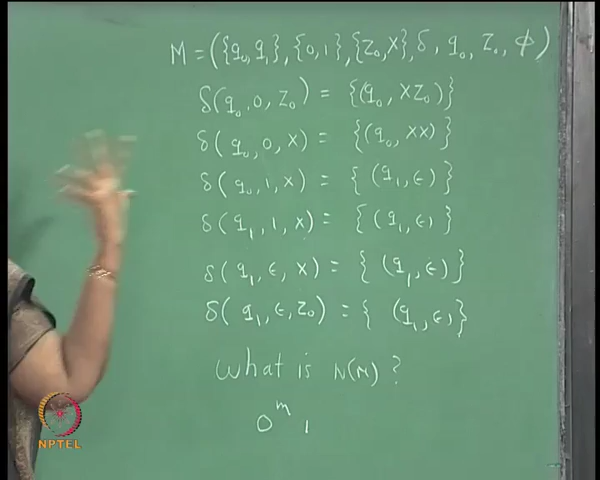 M = ({q₀, q₁}, {0, 1}, {Z₀, X}, δ, q₀, Z₀, ϕ)
δ(q₀, 0, Z₀) = {(q₀, XZ₀)}
δ(q₀, 0, X) = {(q₀, XX)}
δ(q₀, 1, X) = {(q₁, ϵ)}
δ(q₁, 1, X) = {(q₁, ϵ)}
δ(q₁, ϵ, X) = {(q₁, ϵ)}
δ(q₁, ϵ, Z₀) = {(q₁, ϵ)}
What is N(M) ?
0ᵐ 1
NPTEL